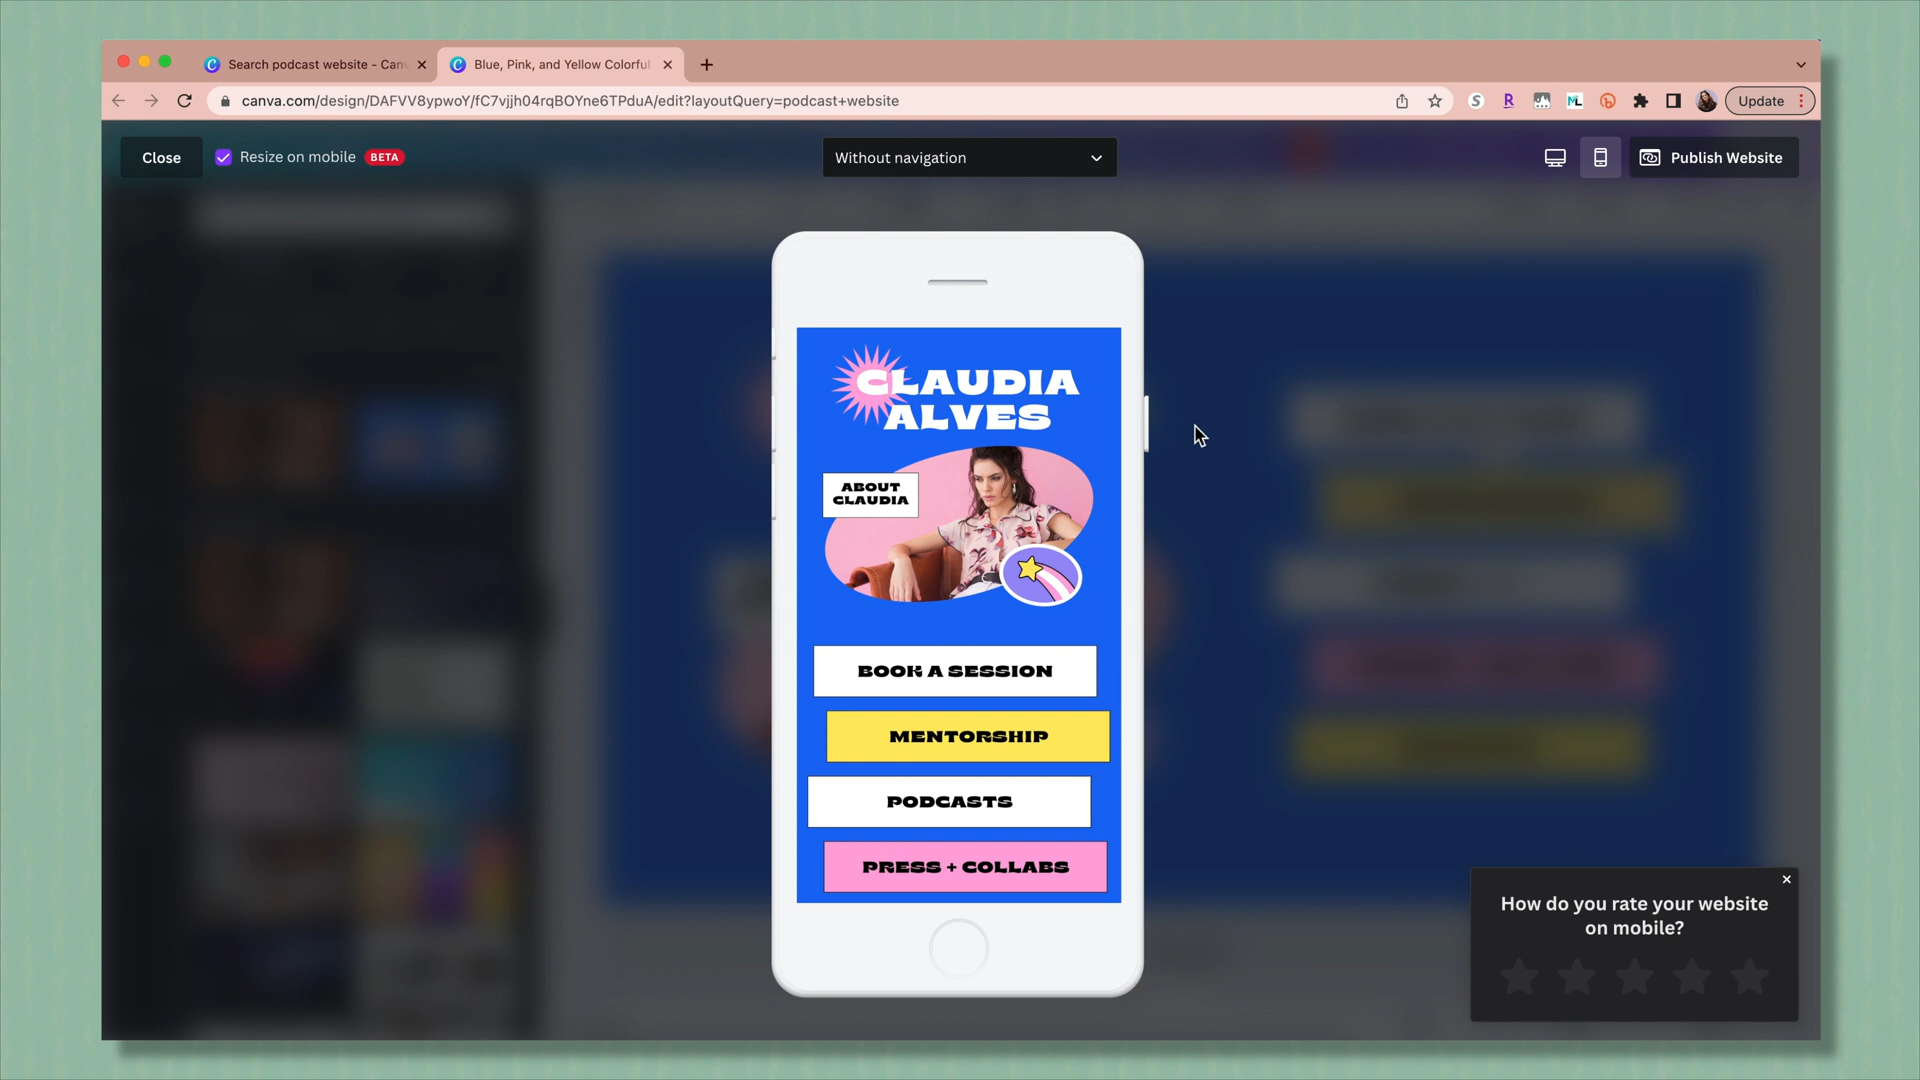 Search podcast website - Canv
Blue, Pink, and Yellow Colorful
canva.com/design/DAFVV8ypwoY/fC7vjjh04rqBOYne6TPduA/edit?layoutQuery=podcast+website
S
R
ML
Update
Close
Resize on mobile
BETA
Without navigation
Publish Website
CLAUDIA
ALVES
ABOUT
CLAUDIA
BOOK A SESSION
MENTORSHIP
PODCASTS
PRESS + COLLABS
How do you rate your website
on mobile?